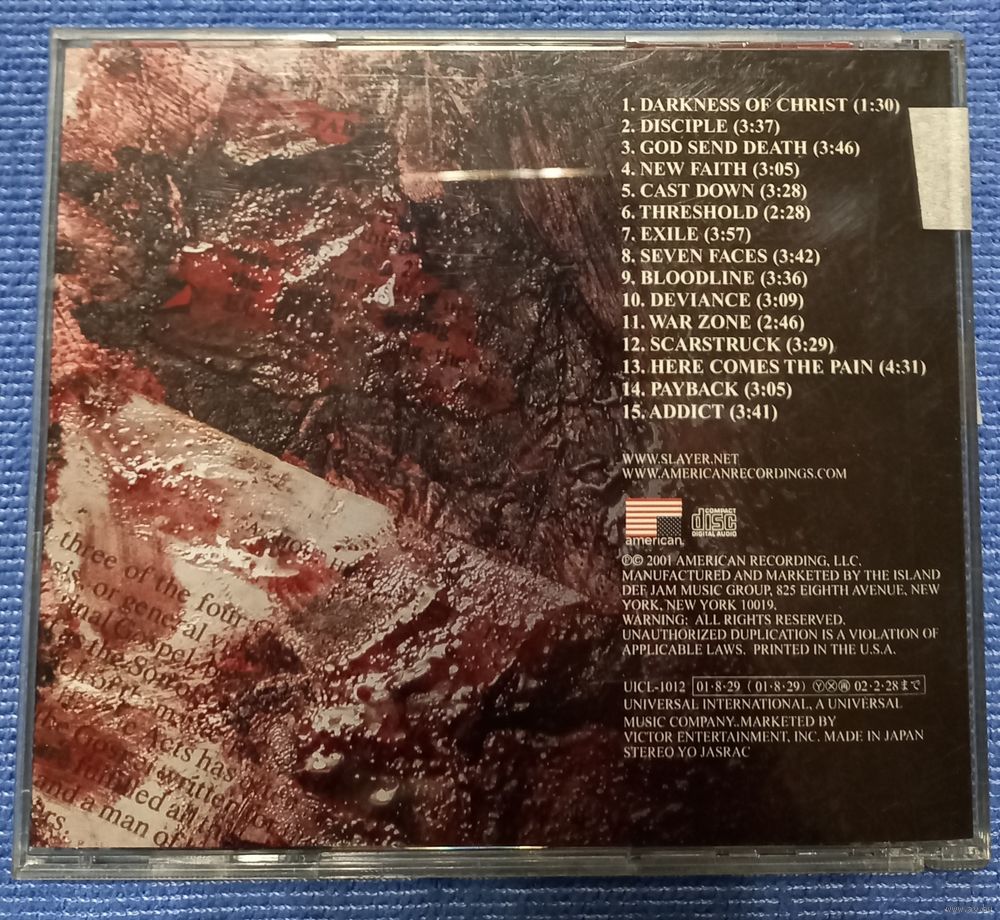 1. DARKNESS OF CHRIST (1:30)
2. DISCIPLE (3:37)
3. GOD SEND DEATH (3:46)
4. NEW FAITH (3:05)
5. CAST DOWN (3:28)
6. THRESHOLD (2:28)
7. EXILE (3:57)
8. SEVEN FACES (3:42)
9. BLOODLINE (3:36)
10. DEVIANCE (3:09)
11. WAR ZONE (2:46)
12. SCARSTRUCK (3:29)
13. HERE COMES THE PAIN (4:31)
14. PAYBACK (3:05)
15. ADDICT (3:41)
WWW.SLAYER.NET
WWW.AMERICANRECORDINGS.COM
american
COMPACT
disc
DIGITAL AUDIO
℗© 2001 AMERICAN RECORDING, LLC.
MANUFACTURED AND MARKETED BY THE ISLAND
DEF JAM MUSIC GROUP, 825 EIGHTH AVENUE, NEW
YORK, NEW YORK 10019.
WARNING: ALL RIGHTS RESERVED.
UNAUTHORIZED DUPLICATION IS A VIOLATION OF
APPLICABLE LAWS. PRINTED IN THE U.S.A.
UICL-1012 01·8·29 (01·8·29) Ⓨ Ⓧ 02·2·28まで
UNIVERSAL INTERNATIONAL, A UNIVERSAL
MUSIC COMPANY..MARKETED BY
VICTOR ENTERTAINMENT, INC. MADE IN JAPAN
STEREO YO JASRAC
the
three of the four
sis, or general
the
Acts has
Gospel written for
all
and a man of
rs.